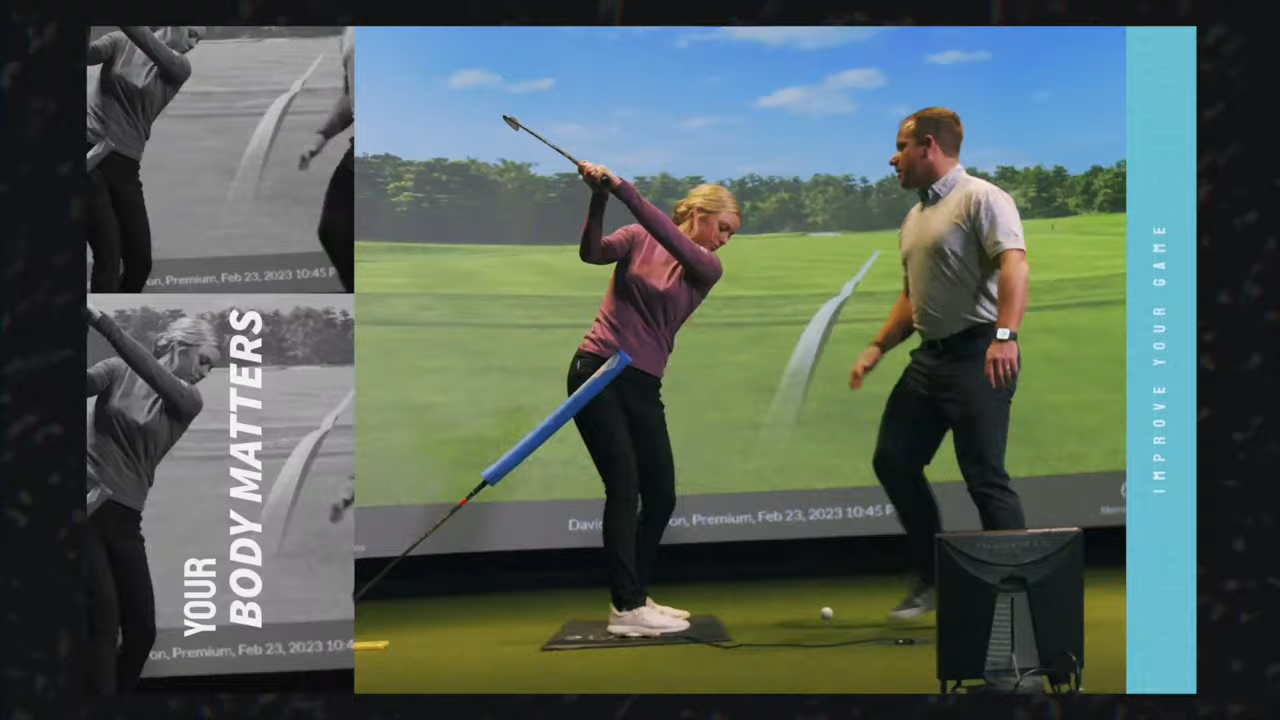 on, Premium, Feb 23, 2023 10:45 P
YOUR
BODY MATTERS
on, Premium, Feb 23, 2023 10:4
on, Premium, Feb 23, 2023 10:45 P
IMPROVE YOUR GAME